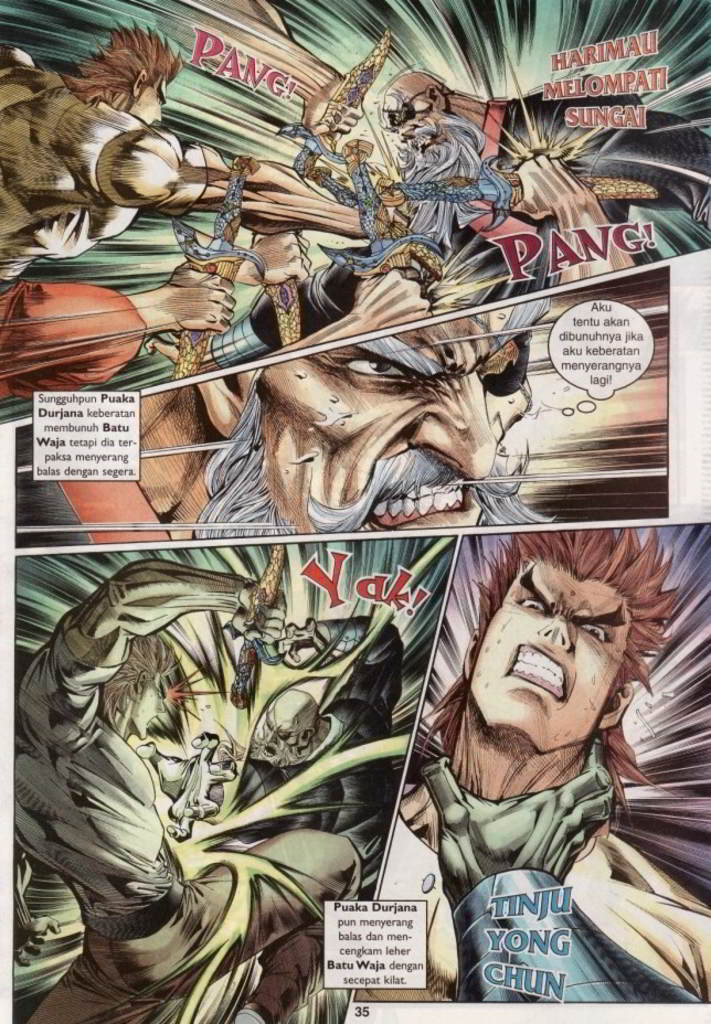 PANG!
HARIMAU
MELOMPATI
SUNGAI
PANG!
Aku
tentu akan
dibunuhnya jika
aku keberatan
menyerangnya
lagi!
Sungguhpun Puaka
Durjana keberatan
membunuh Batu
Waja tetapi dia ter-
paksa menyerang
balas dengan segera.
Yak!
Puaka Durjana
pun menyerang
balas dan men-
cengkam leher
Batu Waja dengan
secepat kilat.
TINJU
YONG
CHUN
35